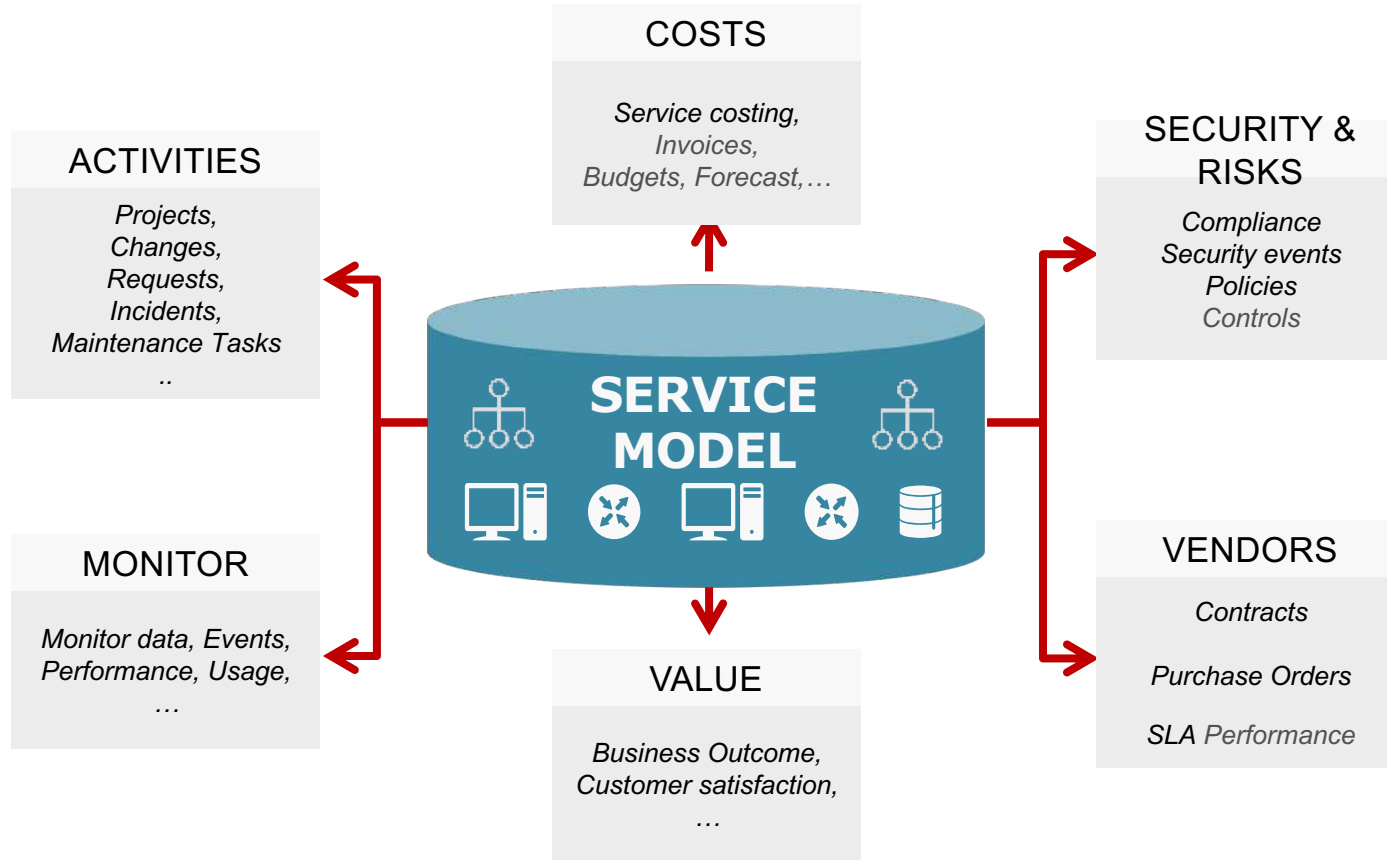 COSTS
Service costing,
Invoices,
Budgets, Forecast,…
ACTIVITIES
Projects,
Changes,
Requests,
Incidents,
Maintenance Tasks
..
SECURITY &
RISKS
Compliance
Security events
Policies
Controls
SERVICE
MODEL
MONITOR
Monitor data, Events,
Performance, Usage,
…
VALUE
Business Outcome,
Customer satisfaction,
…
VENDORS
Contracts
Purchase Orders
SLA Performance